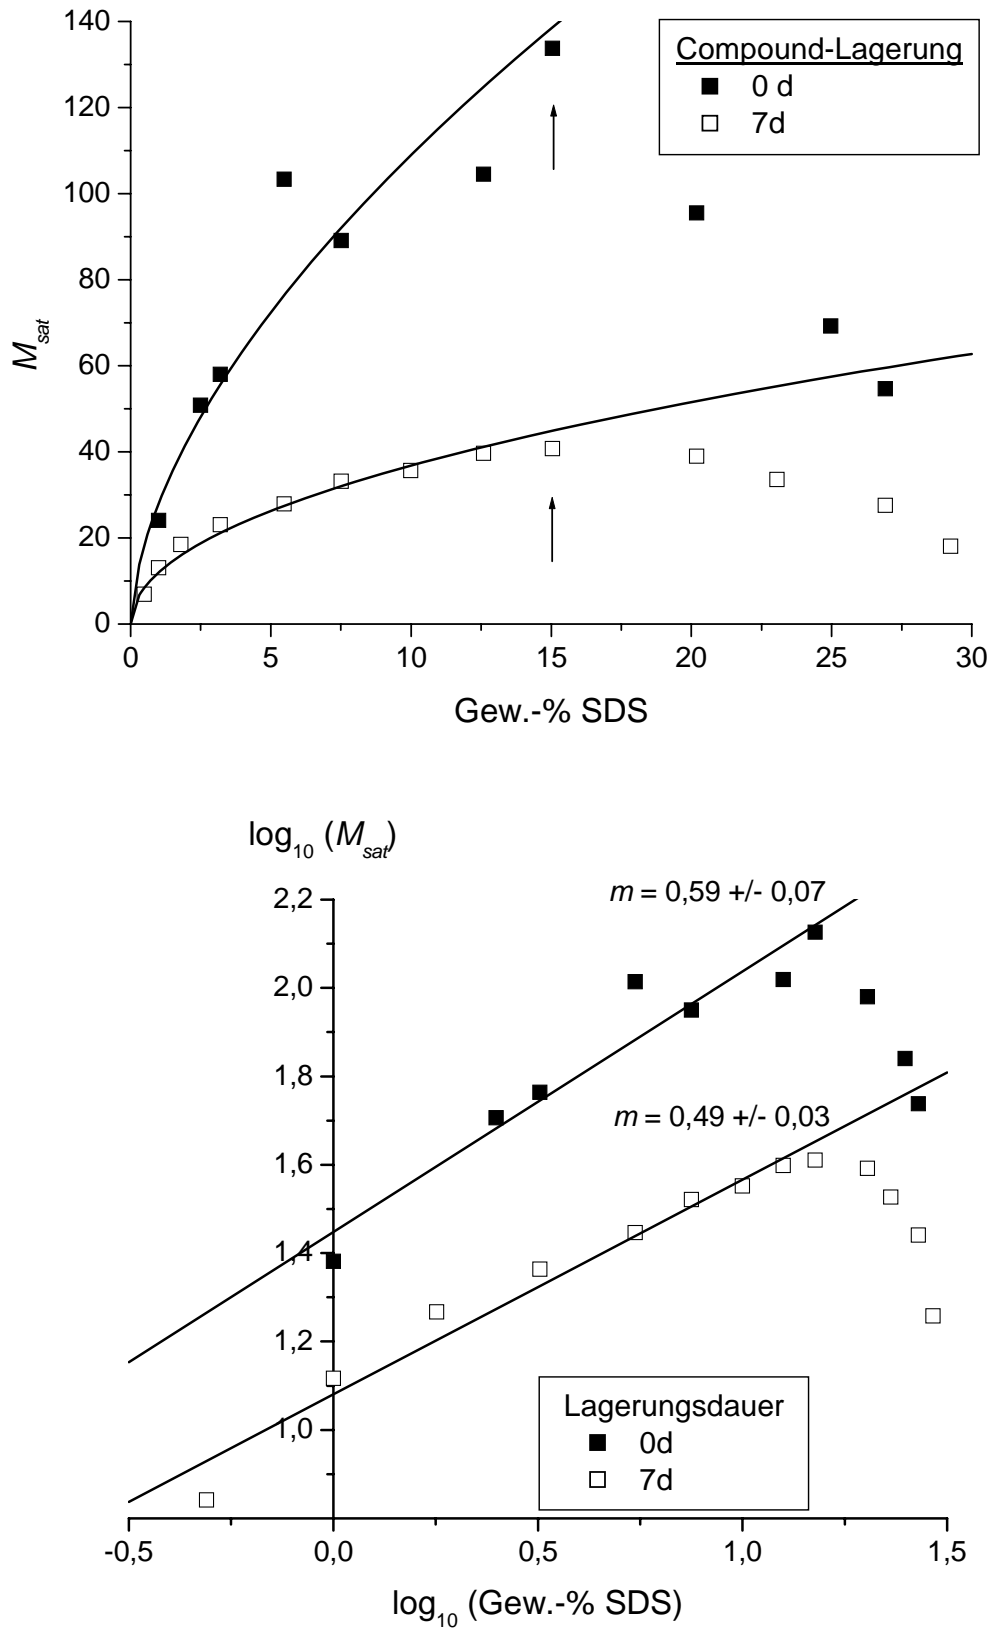 140
120
100
80
60
40
20
0
M_sat
Compound-Lagerung
0 d
7d
0 5 10 15 20 25 30
Gew.-% SDS
log₁₀ (M_sat)
2,2
2,0
1,8
1,6
1,4
1,2
1,0
m = 0,59 +/- 0,07
m = 0,49 +/- 0,03
Lagerungsdauer
0d
7d
-0,5 0,0 0,5 1,0 1,5
log₁₀ (Gew.-% SDS)